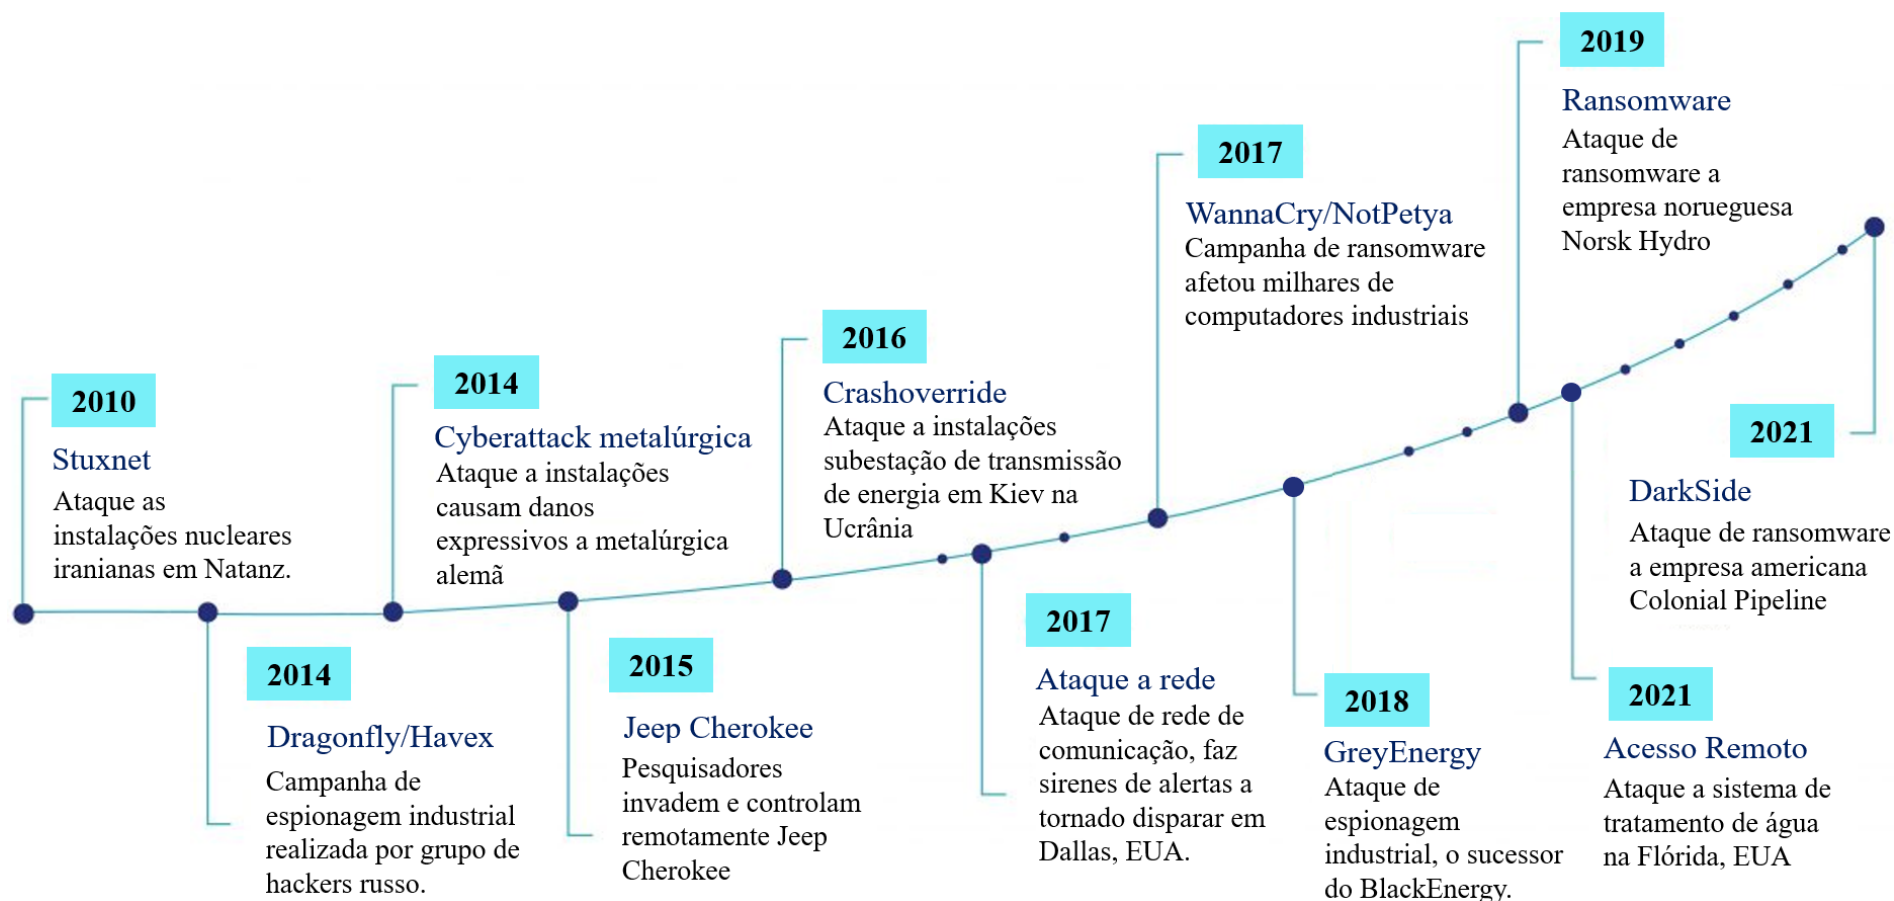 2010
Stuxnet
Ataque as
instalações nucleares
iranianas em Natanz.
2014
Dragonfly/Havex
Campanha de
espionagem industrial
realizada por grupo de
hackers russo.
2014
Cyberattack metalúrgica
Ataque a instalações
causam danos
expressivos a metalúrgica
alemã
2015
Jeep Cherokee
Pesquisadores
invadem e controlam
remotamente Jeep
Cherokee
2016
Crashoverride
Ataque a instalações
subestação de transmissão
de energia em Kiev na
Ucrânia
2017
Ataque a rede
Ataque de rede de
comunicação, faz
sirenes de alertas a
tornado disparar em
Dallas, EUA.
2017
WannaCry/NotPetya
Campanha de ransomware
afetou milhares de
computadores industriais
2018
GreyEnergy
Ataque de
espionagem
industrial, o sucessor
do BlackEnergy.
2019
Ransomware
Ataque de
ransomware a
empresa norueguesa
Norsk Hydro
2021
Acesso Remoto
Ataque a sistema de
tratamento de água
na Flórida, EUA
2021
DarkSide
Ataque de ransomware
a empresa americana
Colonial Pipeline